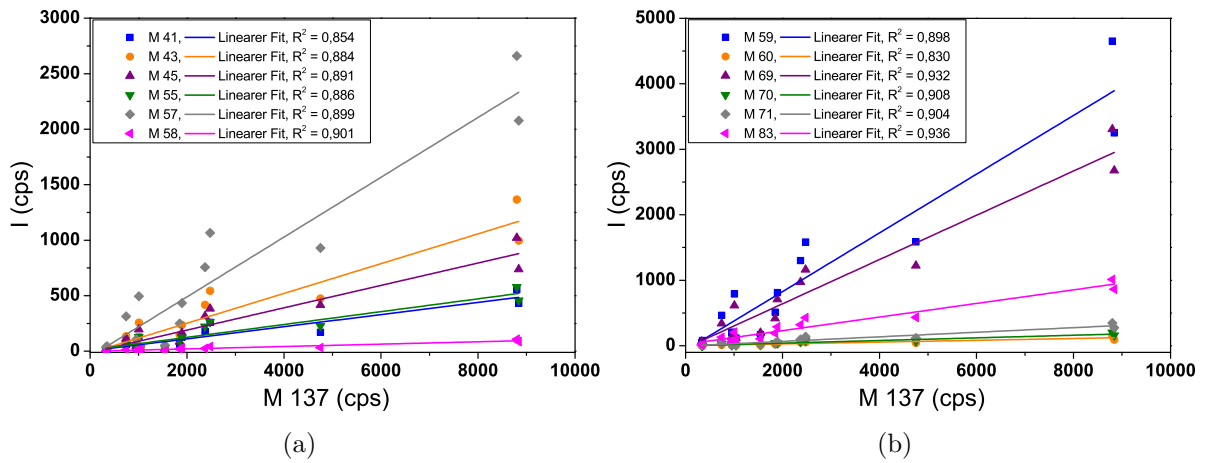 3000
2500
2000
1500
1000
500
0
I (cps)
M 41, Linearer Fit, R² = 0,854
M 43, Linearer Fit, R² = 0,884
M 45, Linearer Fit, R² = 0,891
M 55, Linearer Fit, R² = 0,886
M 57, Linearer Fit, R² = 0,899
M 58, Linearer Fit, R² = 0,901
0 2000 4000 6000 8000 10000
M 137 (cps)
(a)
5000
4000
3000
2000
1000
0
I (cps)
M 59, Linearer Fit, R² = 0,898
M 60, Linearer Fit, R² = 0,830
M 69, Linearer Fit, R² = 0,932
M 70, Linearer Fit, R² = 0,908
M 71, Linearer Fit, R² = 0,904
M 83, Linearer Fit, R² = 0,936
0 2000 4000 6000 8000 10000
M 137 (cps)
(b)